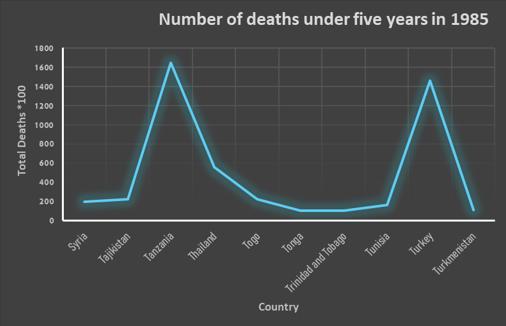 Number of deaths under five years in 1985
Total Deaths *100
1800
1600
1400
1200
1000
800
600
400
200
0
Syria
Tajikistan
Tanzania
Thailand
Togo
Tonga
Trinidad and Tobago
Tunisia
Turkey
Turkmenistan
Country